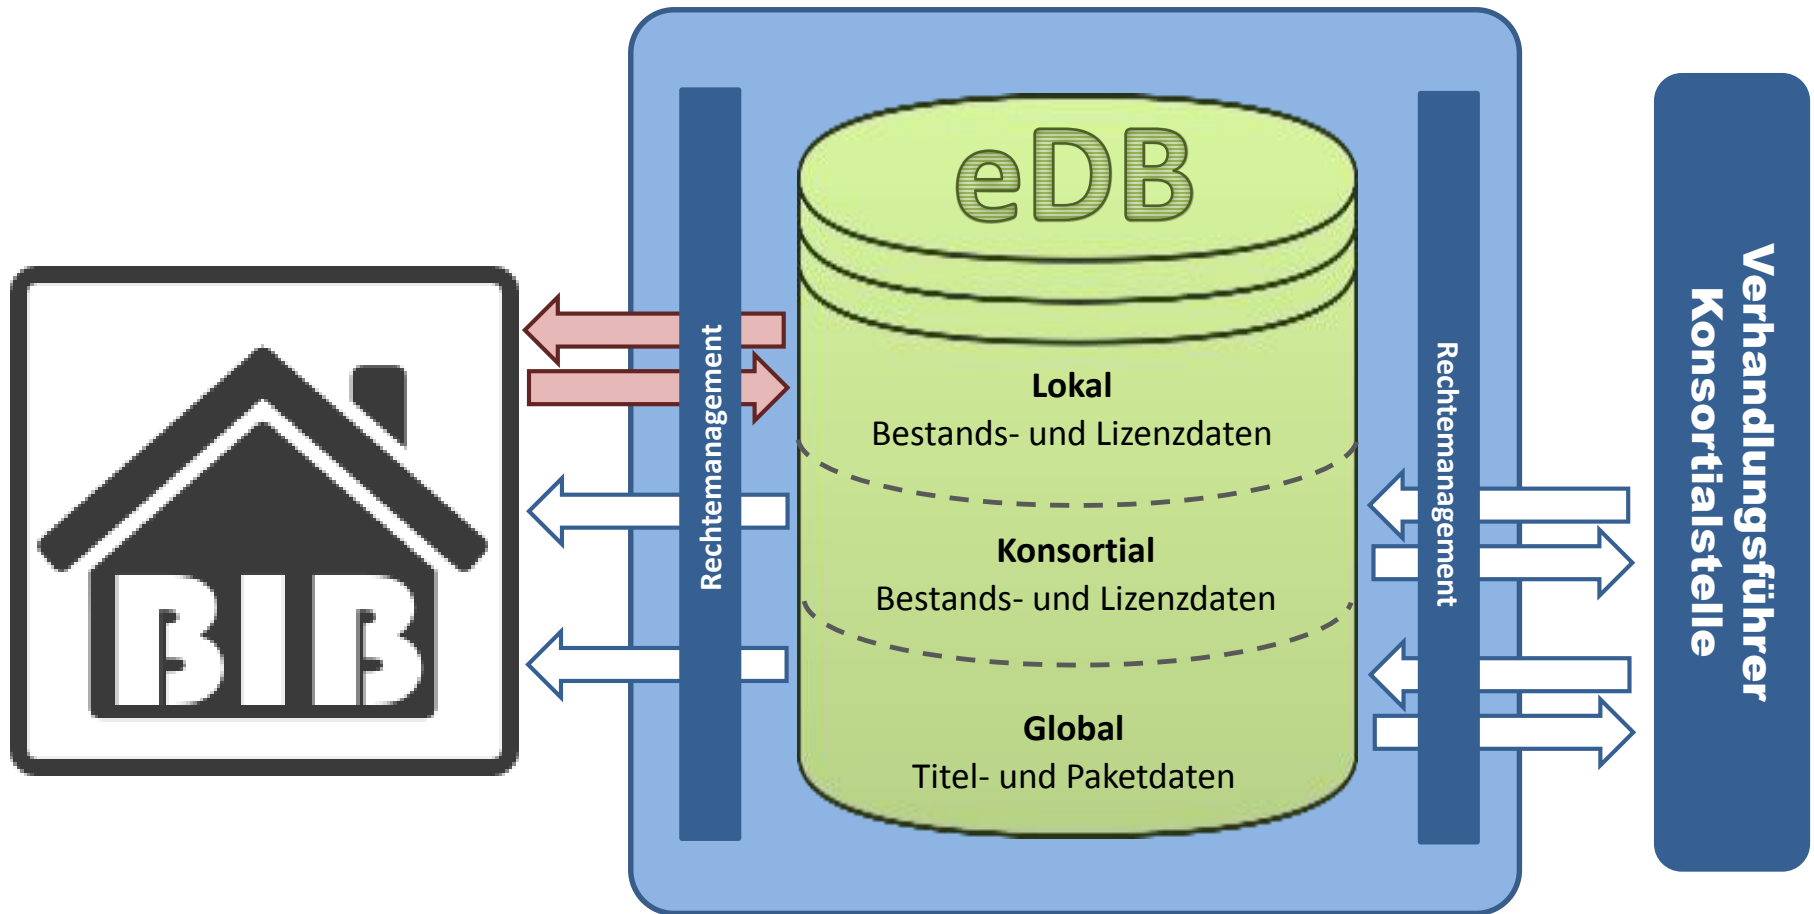 eDB
BIB
Rechtemanagement
Lokal
Bestands- und Lizenzdaten
Konsortial
Bestands- und Lizenzdaten
Global
Titel- und Paketdaten
Rechtemanagement
Verhandlungsführer
Konsortialstelle